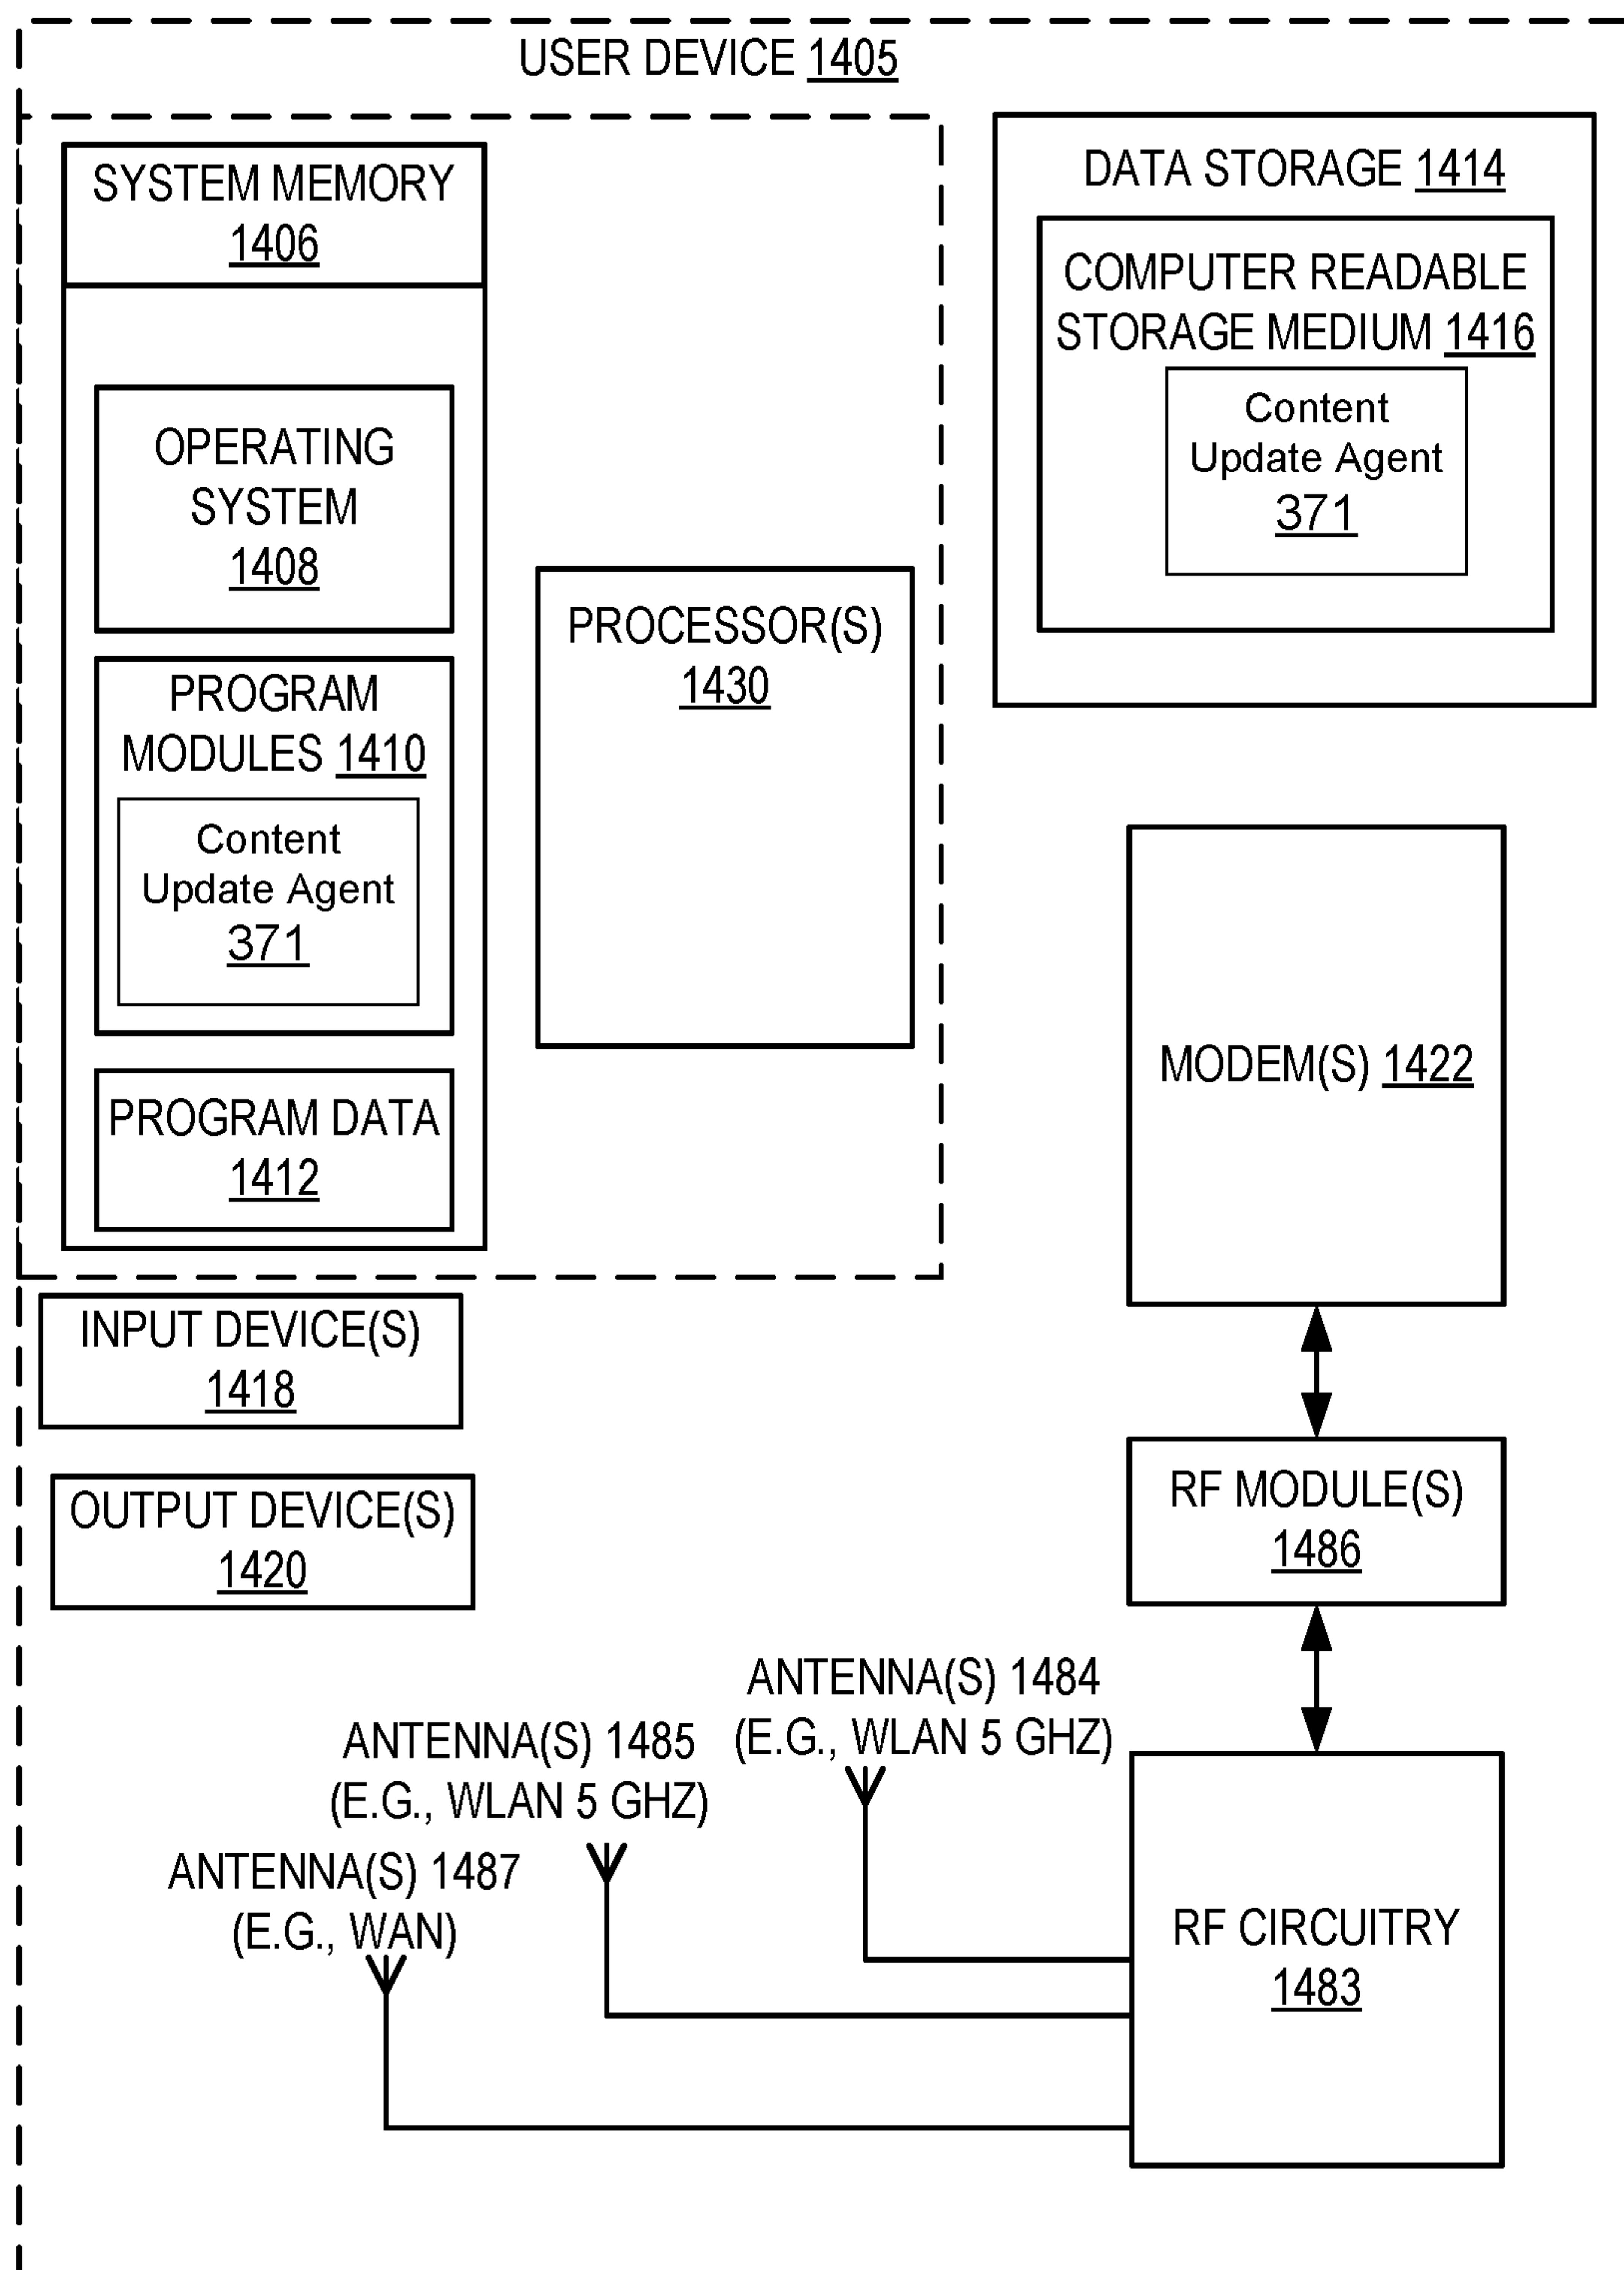 USER DEVICE 1405
SYSTEM MEMORY
1406
OPERATING
SYSTEM
1408
PROGRAM
MODULES 1410
Content
Update Agent
371
PROGRAM DATA
1412
PROCESSOR(S)
1430
DATA STORAGE 1414
COMPUTER READABLE
STORAGE MEDIUM 1416
Content
Update Agent
371
MODEM(S) 1422
INPUT DEVICE(S)
1418
OUTPUT DEVICE(S)
1420
RF MODULE(S)
1486
ANTENNA(S) 1484
(E.G., WLAN 5 GHZ)
ANTENNA(S) 1485
(E.G., WLAN 5 GHZ)
ANTENNA(S) 1487
(E.G., WAN)
RF CIRCUITRY
1483